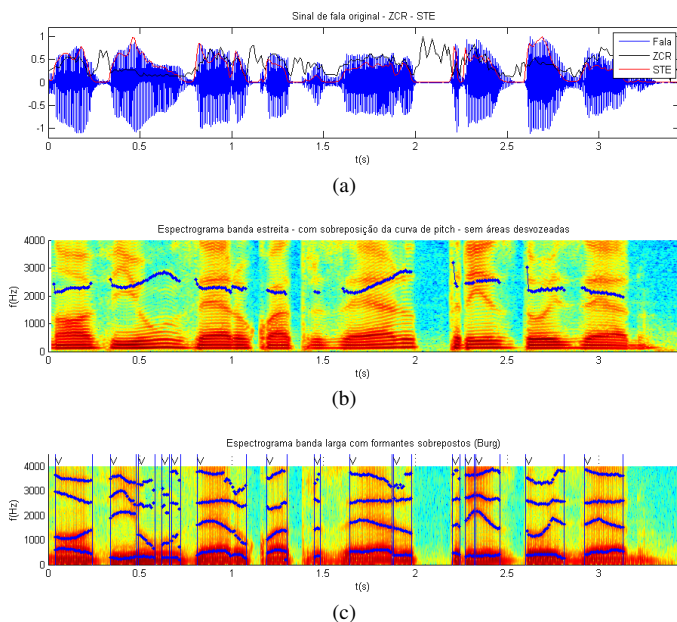 Sinal de fala original - ZCR - STE
1
0.5
0
0.5
-1
Fala
ZCR
STE
0 0.5 1 1.5 2 2.5 3
t(s)
(a)
Espectrograma banda estreita - com sobreposição da curva de pitch - sem áreas desvozeadas
f(Hz)
4000
3000
2000
1000
0
0 0.5 1 1.5 2 2.5 3
t(s)
(b)
Espectrograma banda larga com formantes sobrepostos (Burg)
V V V V V V V V V V V V V V V
f(Hz)
4000
3000
2000
1000
0
0 0.5 1 1.5 2 2.5 3
t(s)
(c)